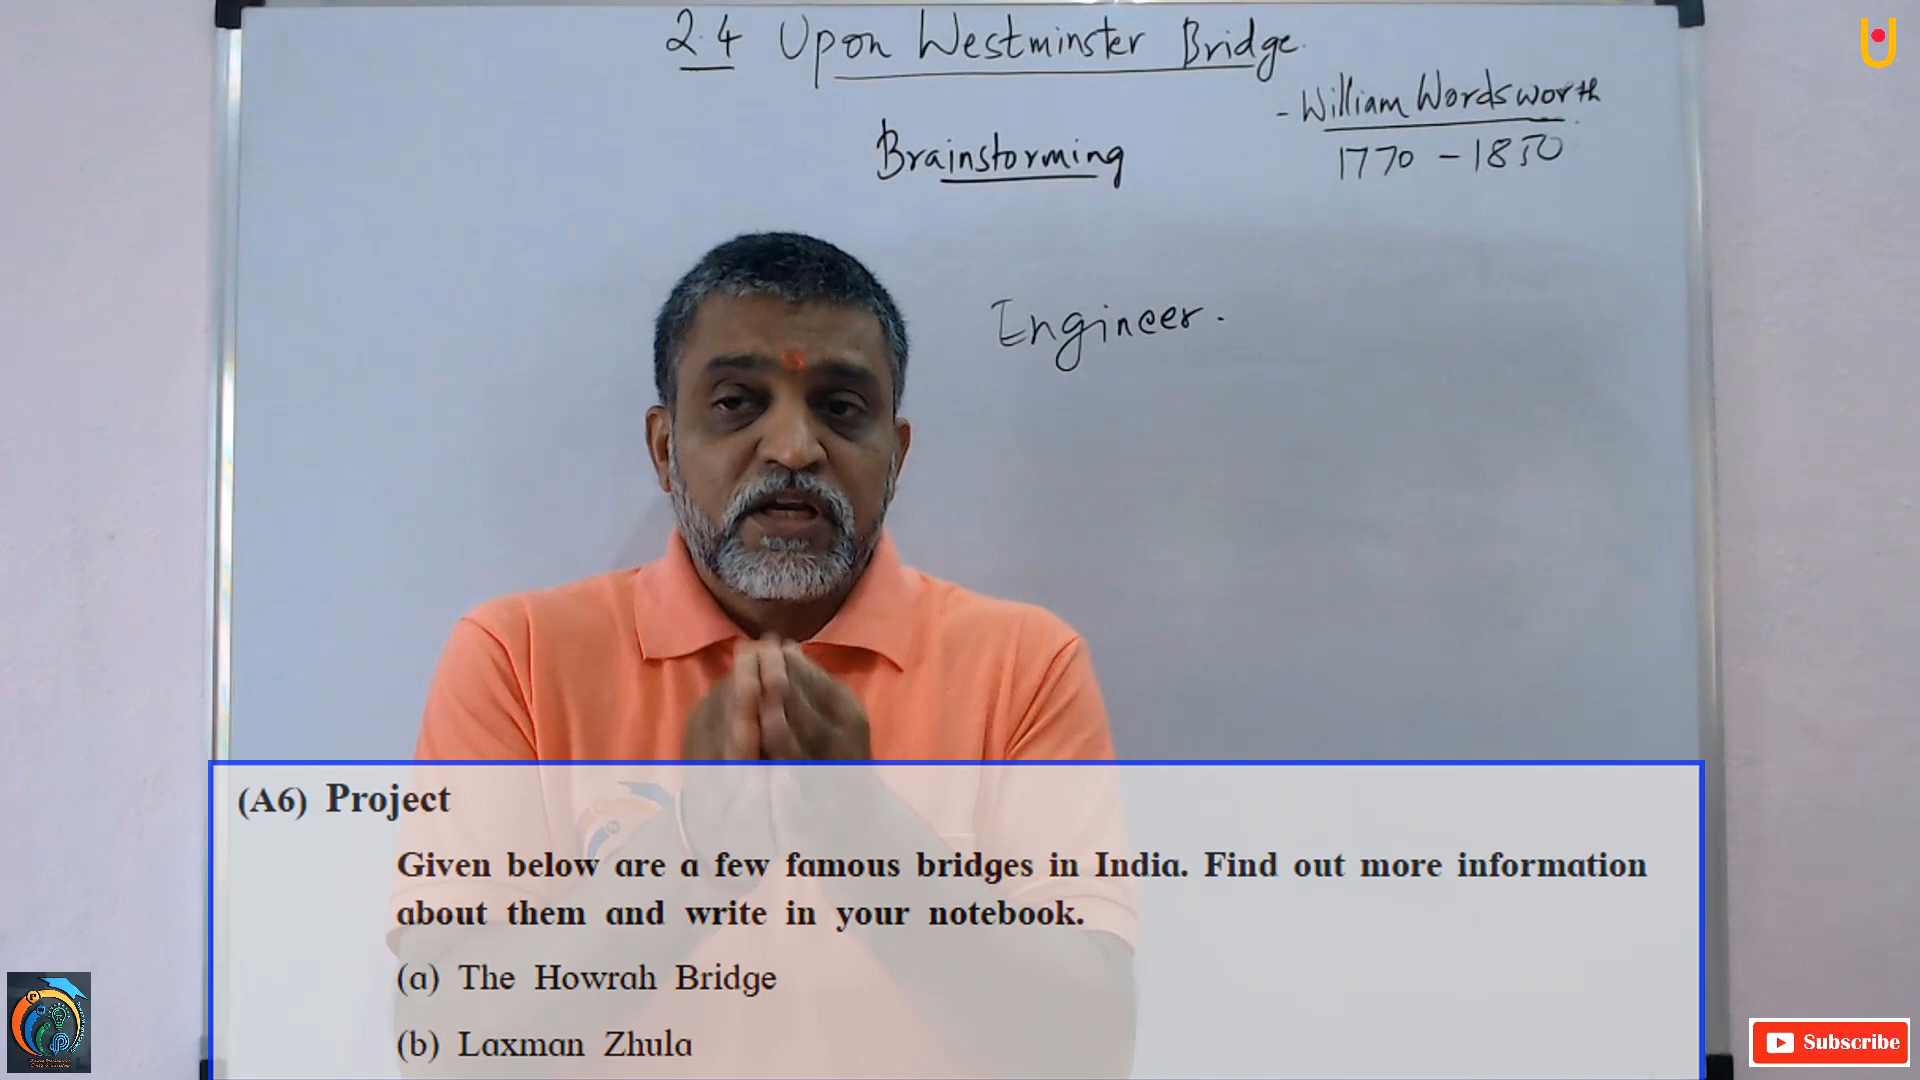 2.4 Upon Westminster Bridge.
- William Wordsworth
1770 - 1850
Brainstorming
Engineer.
(A6) Project
Given below are a few famous bridges in India. Find out more information
about them and write in your notebook.
(a) The Howrah Bridge
(b) Laxman Zhula
Subscribe